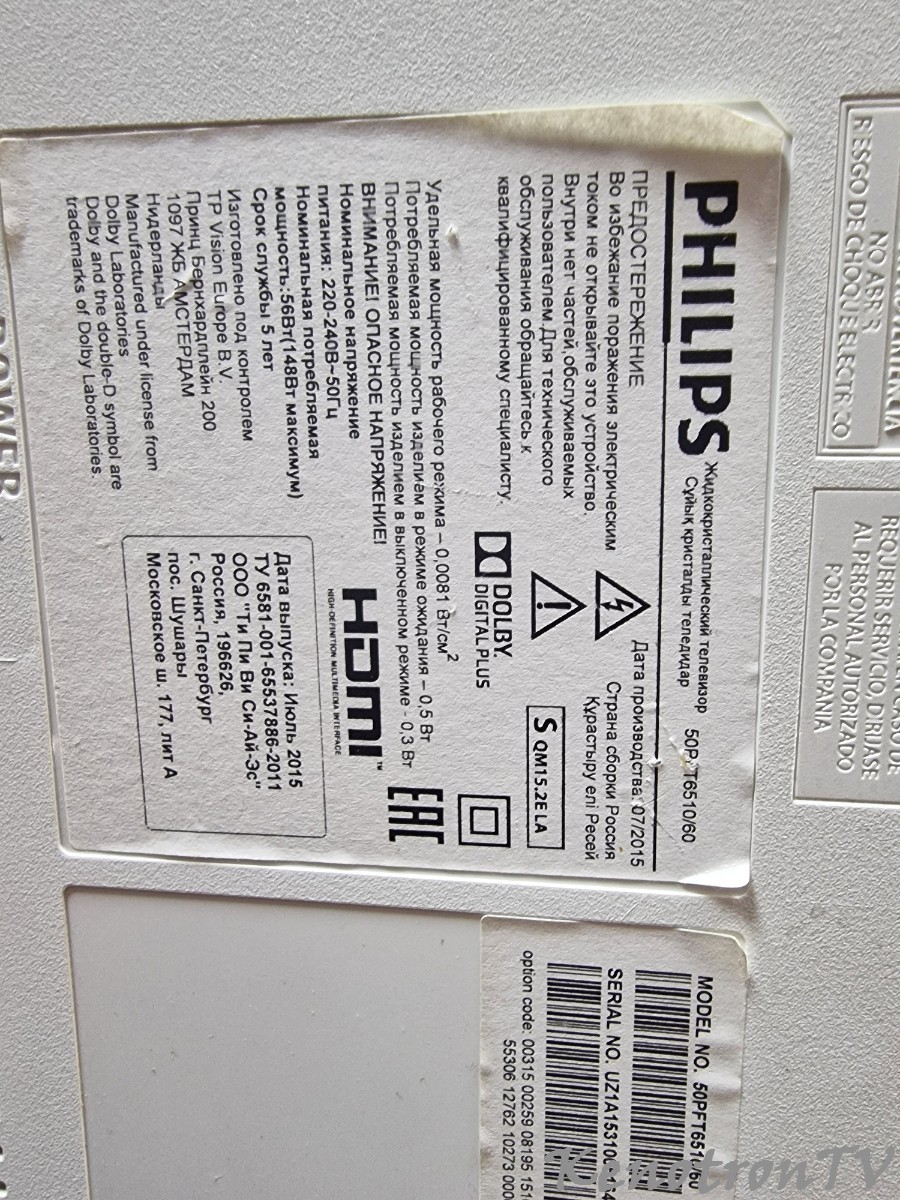 PHILIPS
Жидкокристаллический телевизор
Сұйық кристалды теледидар
ПРЕДОСТЕРЕЖЕНИЕ
Во избежание поражения электрическим
током не открывайте это устройство.
Внутри нет частей,обслуживаемых
пользователем.Для технического
обслуживания обращайтесь к
квалифицированному специалисту.
Дата производства: 07/2015
Страна сборки Россия
Құрастыру елі Ресей
DOLBY.
DIGITAL PLUS
S QM15.2E LA
Удельная мощность рабочего режима – 0,0081 Вт/см²
Потребляемая мощность изделием в режиме ожидания – 0,5 Вт
Потребляемая мощность изделием в выключенном режиме - 0,3 Вт
ВНИМАНИЕ! ОПАСНОЕ НАПРЯЖЕНИЕ!
Номинальное напряжение
питания: 220-240В~50Гц
Номинальная потребляемая
мощность:56Вт(148Вт максимум)
Срок службы 5 лет
Изготовлено под контролем
TP Vision Europe B.V.
Принц Бернхардплейн 200
1097 ЖБ АМСТЕРДАМ
Нидерланды
Manufactured under license from
Dolby Laboratories
Dolby and the double-D symbol are
trademarks of Dolby Laboratories.
HDMI™
HIGH-DEFINITION MULTIMEDIA INTERFACE
EAC
Дата выпуска: Июль 2015
ТУ 6581-001-65537886-2011
ООО "Ти Пи Ви Си-Ай-Эс"
Россия, 196626,
г. Санкт-Петербург
пос. Шушары
Московское ш. 177, лит А
MODEL NO. 50PFT6510/60
SERIAL NO.
option code: 00315 00259 08195
55306 12762 10273
RIESGO DE CHOQUE ELECTRICO
NO ABRIR
AL PERSONAL AUTORIZADO
POR LA COMPANIA
POWER
KenotronTV